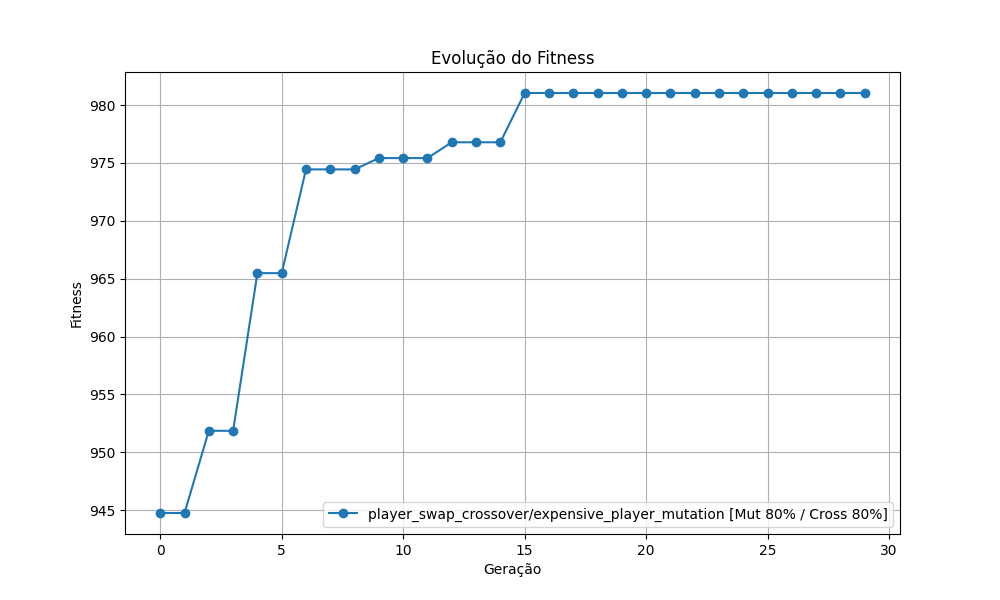 Evolução do Fitness
Fitness
980
975
970
965
960
955
950
945
player_swap_crossover/expensive_player_mutation [Mut 80% / Cross 80%]
0 5 10 15 20 25 30
Geração